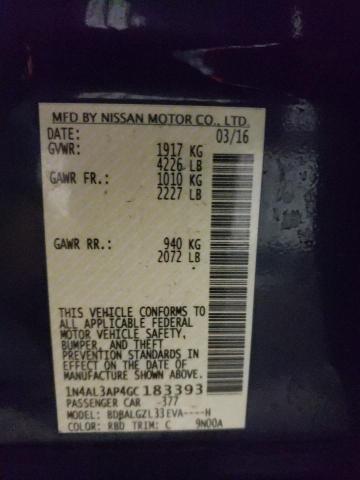 MFD BY NISSAN MOTOR CO., LTD.
DATE: 03/16
GVWR: 1917 KG
4226 LB
GAWR FR.: 1010 KG
2227 LB
GAWR RR.: 940 KG
2072 LB
THIS VEHICLE CONFORMS TO
ALL APPLICABLE FEDERAL
MOTOR VEHICLE SAFETY,
BUMPER, AND THEFT
PREVENTION STANDARDS IN
EFFECT ON THE DATE OF
MANUFACTURE SHOWN ABOVE.
1N4AL3AP4GC183393
PASSENGER CAR -377
MODEL: BDBALGZL33EVA----H
COLOR: RBD TRIM: C 9N00A